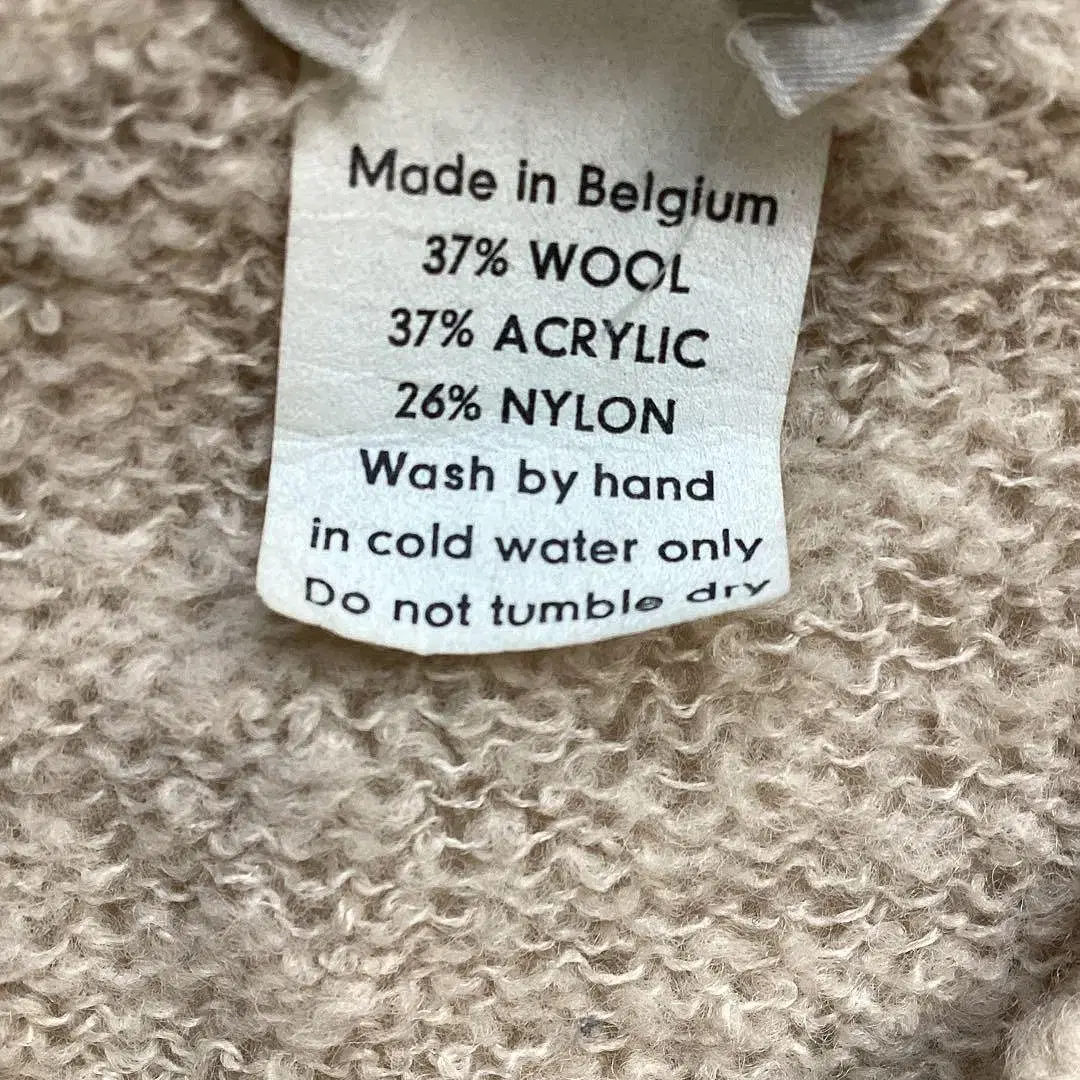 Made in Belgium
37% WOOL
37% ACRYLIC
26% NYLON
Wash by hand
in cold water only
Do not tumble dry